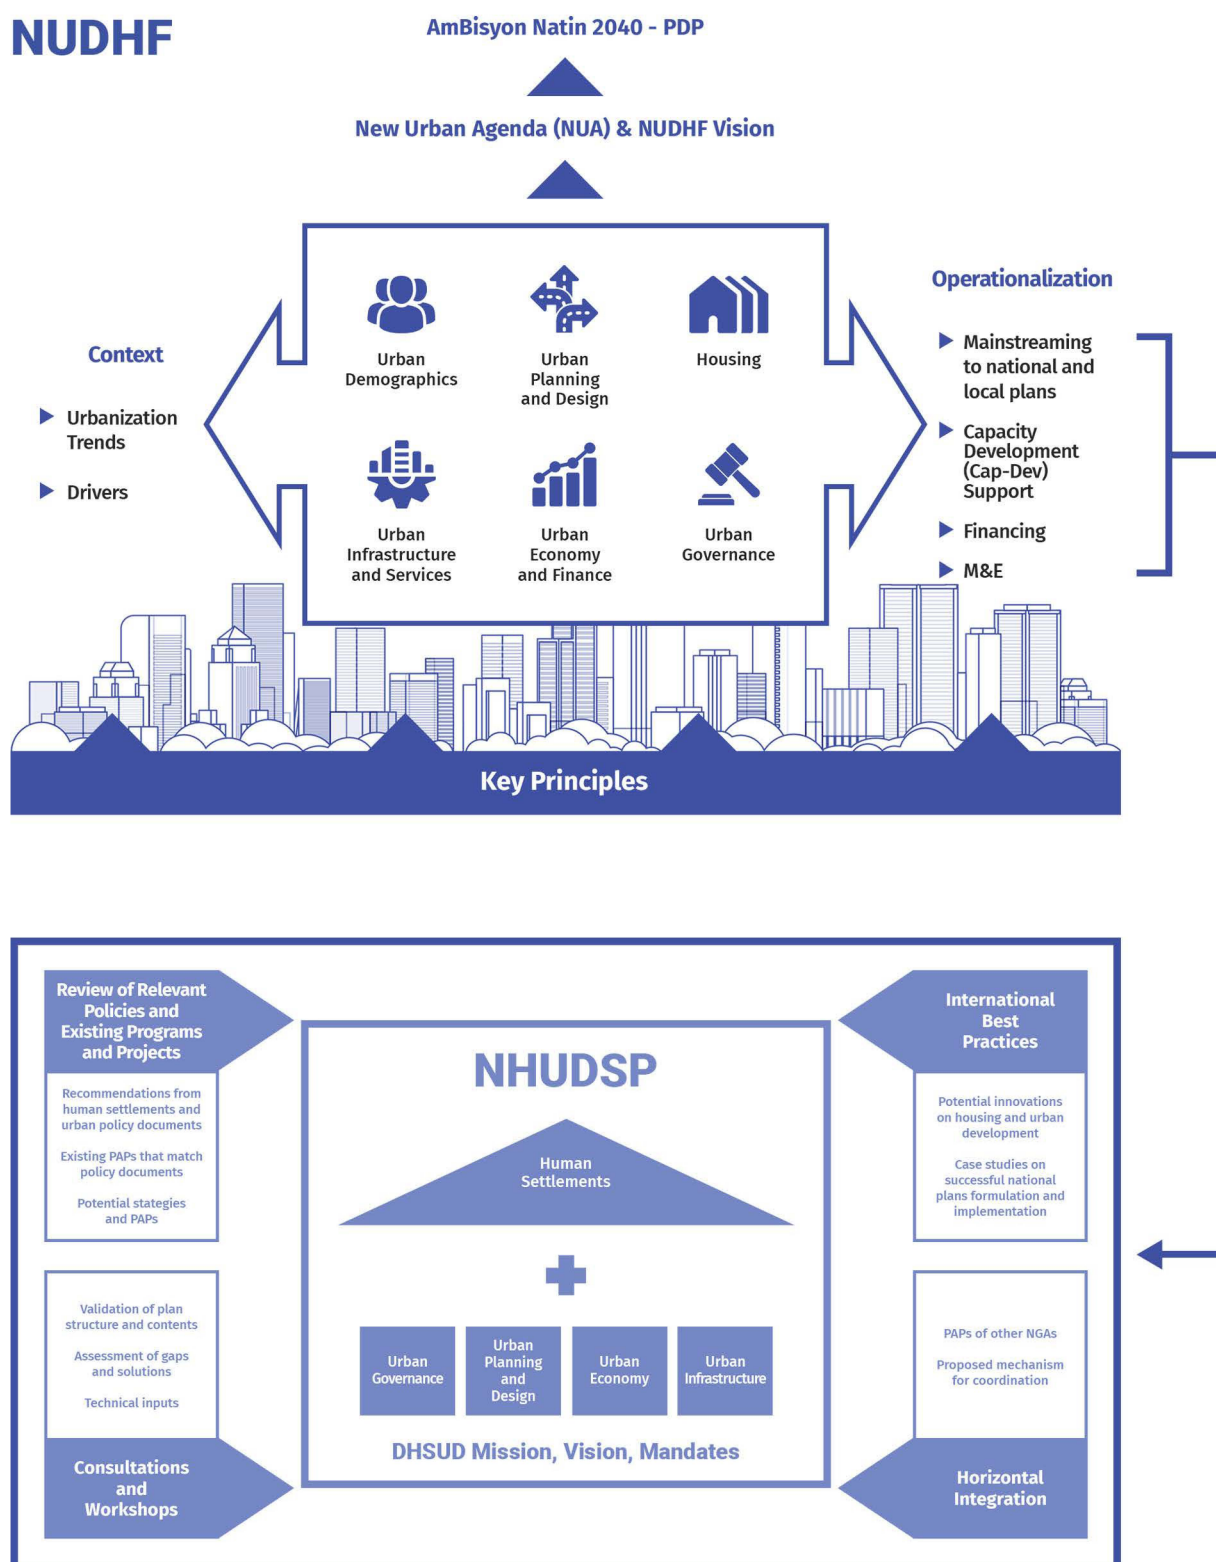 NUDHF
AmBisyon Natin 2040 - PDP
New Urban Agenda (NUA) & NUDHF Vision
Context
Urbanization
Trends
Drivers
Urban
Demographics
Urban
Planning
and Design
Housing
Urban
Infrastructure
and Services
Urban
Economy
and Finance
Urban
Governance
Operationalization
Mainstreaming
to national and
local plans
Capacity
Development
(Cap-Dev)
Support
Financing
M&E
Key Principles
Review of Relevant
Policies and
Existing Programs
and Projects
Recommendations from
human settlements and
urban policy documents
Existing PAPs that match
policy documents
Potential stategies
and PAPs
Validation of plan
structure and contents
Assessment of gaps
and solutions
Technical inputs
Consultations
and
Workshops
NHUDSP
Human
Settlements
Urban
Governance
Urban
Planning
and
Design
Urban
Economy
Urban
Infrastructure
DHSUD Mission, Vision, Mandates
International
Best
Practices
Potential innovations
on housing and urban
development
Case studies on
successful national
plans formulation and
implementation
PAPs of other NGAs
Proposed mechanism
for coordination
Horizontal
Integration